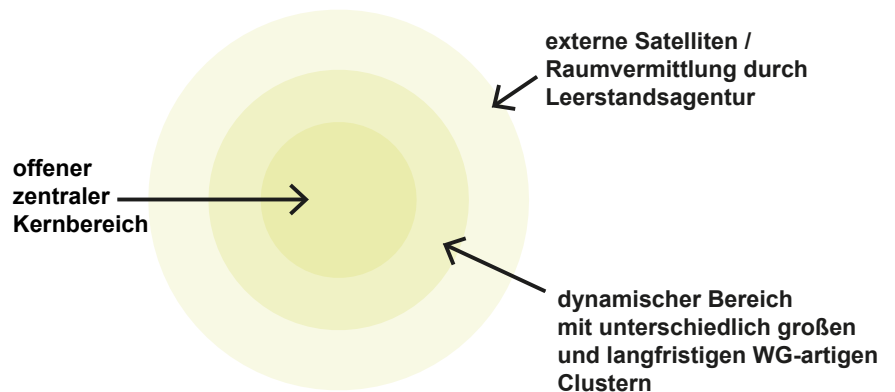 externe Satelliten /
Raumvermittlung durch
Leerstandsagentur
offener
zentraler
Kernbereich
dynamischer Bereich
mit unterschiedlich großen
und langfristigen WG-artigen
Clustern